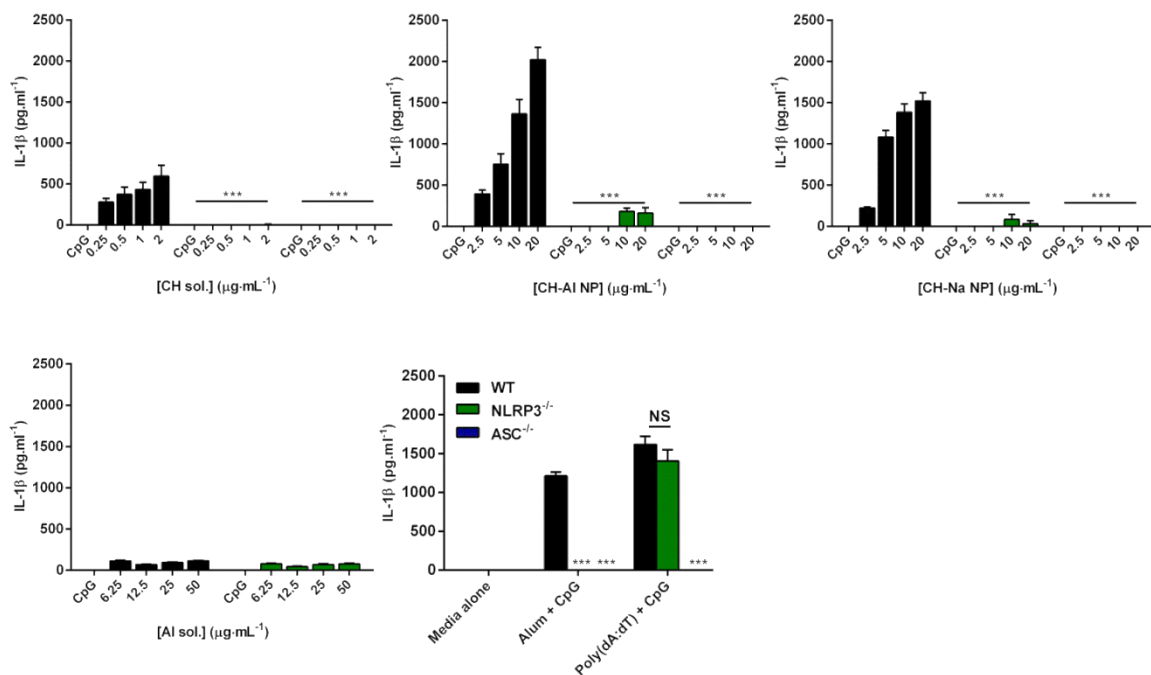 2500
2000
1500
1000
500
0
IL-1β (pg.ml⁻¹)
***
***
CpG 0.25 0.5 1 2 CpG 0.25 0.5 1 2 CpG 0.25 0.5 1 2
[CH sol.] (μg·mL⁻¹)
2500
2000
1500
1000
500
0
IL-1β (pg.ml⁻¹)
***
***
CpG 2.5 5 10 20 CpG 2.5 5 10 20 CpG 2.5 5 10 20
[CH-Al NP] (μg·mL⁻¹)
2500
2000
1500
1000
500
0
IL-1β (pg.ml⁻¹)
***
***
CpG 2.5 5 10 20 CpG 2.5 5 10 20 CpG 2.5 5 10 20
[CH-Na NP] (μg·mL⁻¹)
2500
2000
1500
1000
500
0
IL-1β (pg.ml⁻¹)
CpG 6.25 12.5 25 50 CpG 6.25 12.5 25 50
[Al sol.] (μg·mL⁻¹)
2500
2000
1500
1000
500
0
IL-1β (pg.ml⁻¹)
WT
NLRP3⁻/⁻
ASC⁻/⁻
NS
*** *** ***
Media alone
Alum + CpG
Poly(dA:dT) + CpG